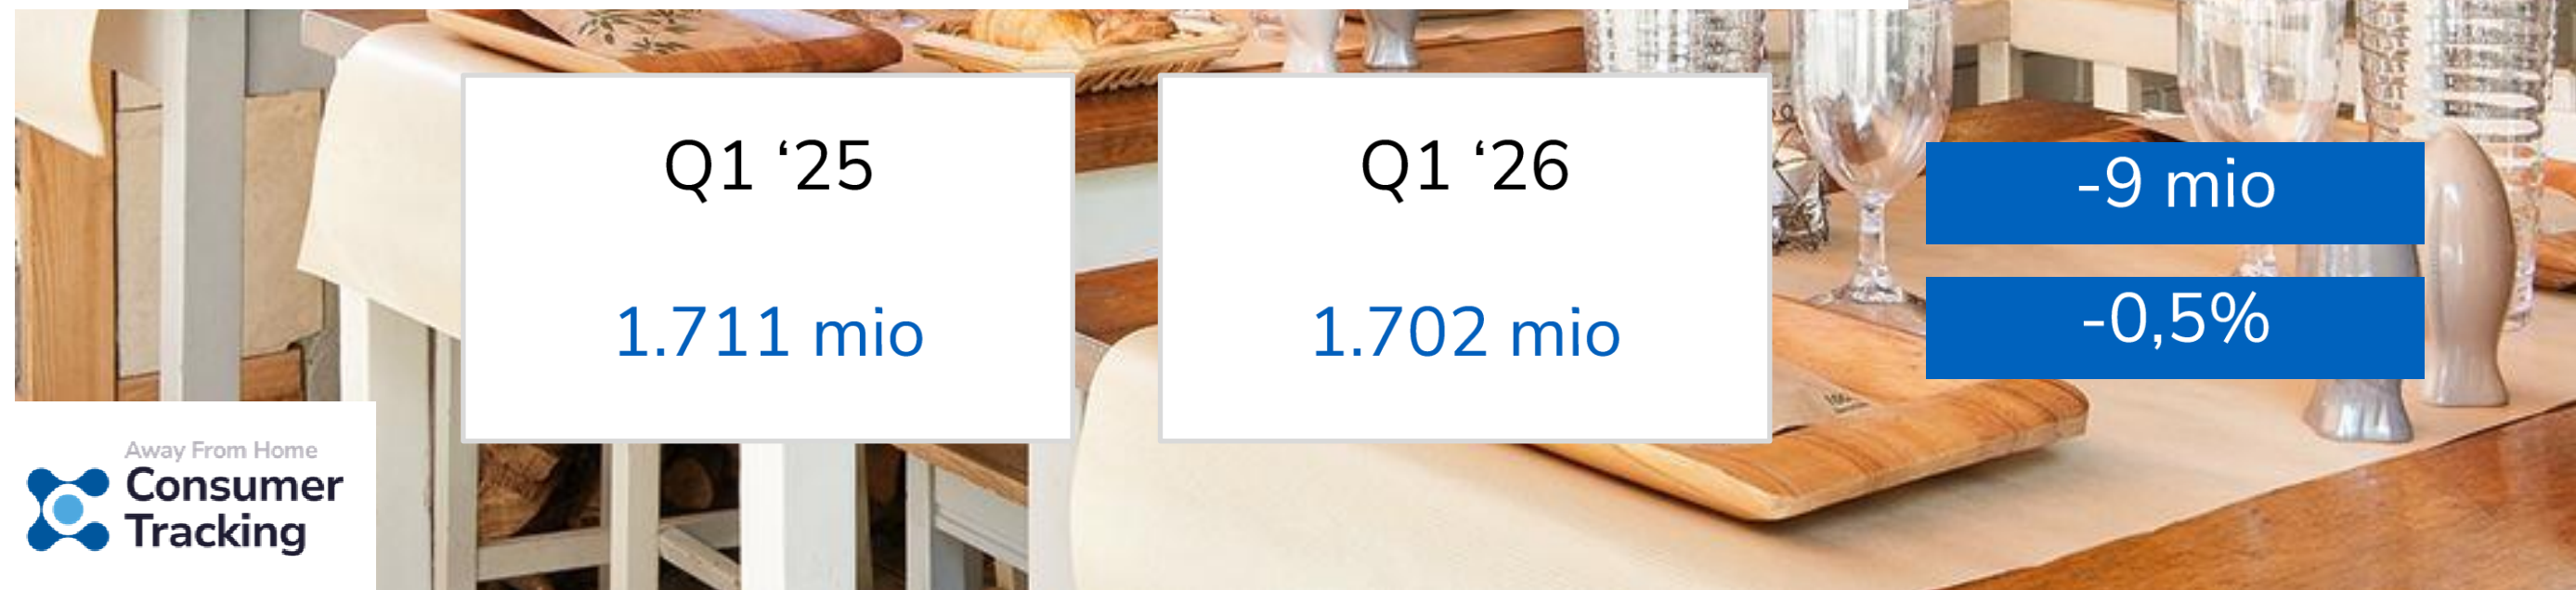 Q1 ‘25
1.711 mio
Q1 ‘26
1.702 mio
-9 mio
-0,5%
Away From Home
Consumer
Tracking